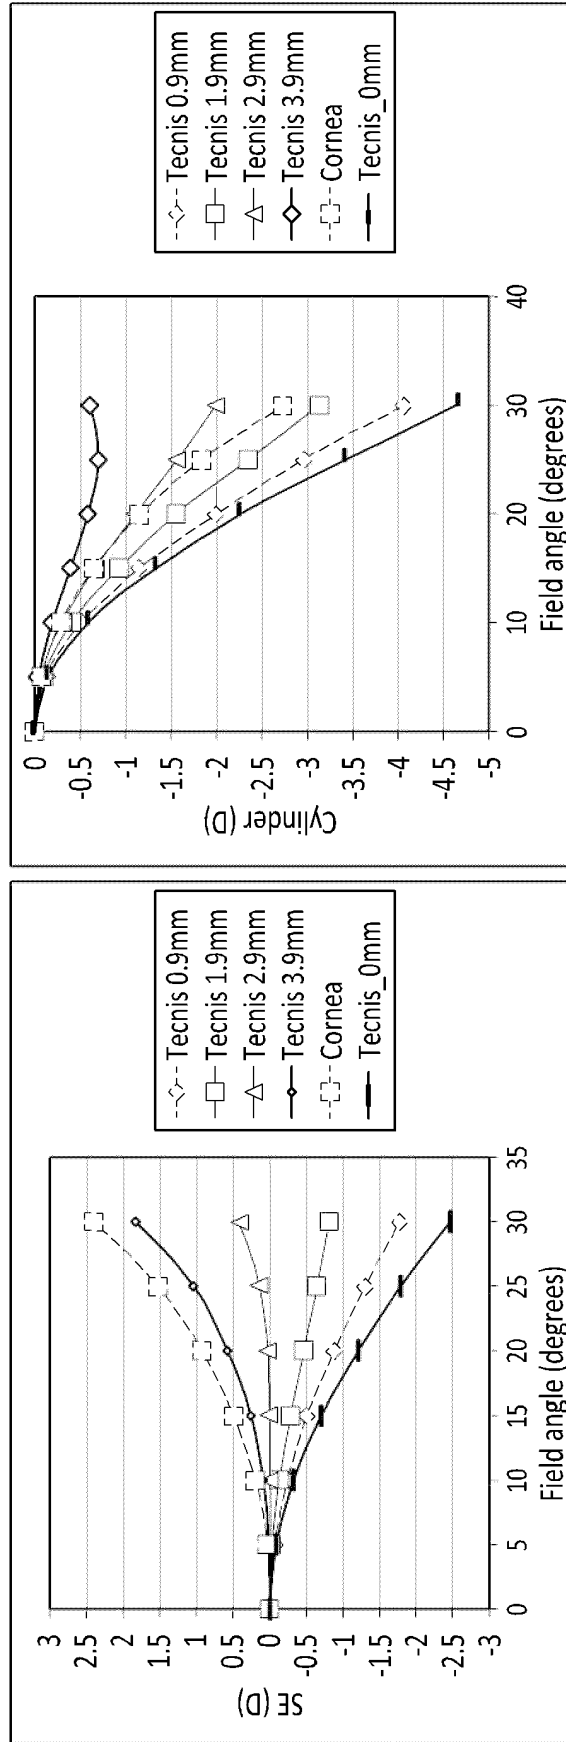 3
2.5
2
1.5
1
0.5
0
-0.5
-1
-1.5
-2
-2.5
-3
SE (D)
0 5 10 15 20 25 30 35
Field angle (degrees)
Tecnis 0.9mm
Tecnis 1.9mm
Tecnis 2.9mm
Tecnis 3.9mm
Cornea
Tecnis_0mm
0
-0.5
-1
-1.5
-2
-2.5
-3
-3.5
-4
-4.5
-5
Cylinder (D)
0 10 20 30 40
Field angle (degrees)
Tecnis 0.9mm
Tecnis 1.9mm
Tecnis 2.9mm
Tecnis 3.9mm
Cornea
Tecnis_0mm